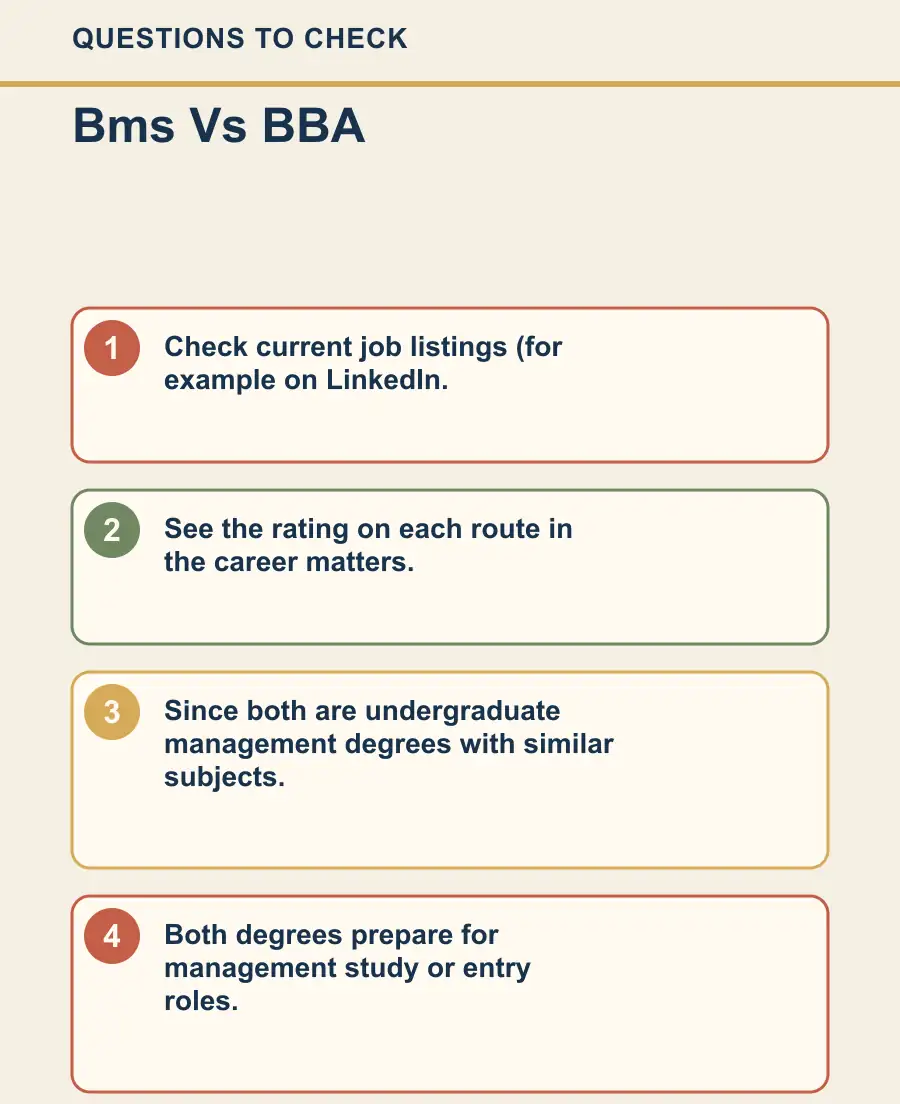 QUESTIONS TO CHECK
Bms Vs BBA
1
Check current job listings (for
example on LinkedIn.
2
See the rating on each route in
the career matters.
3
Since both are undergraduate
management degrees with similar
subjects.
4
Both degrees prepare for
management study or entry
roles.